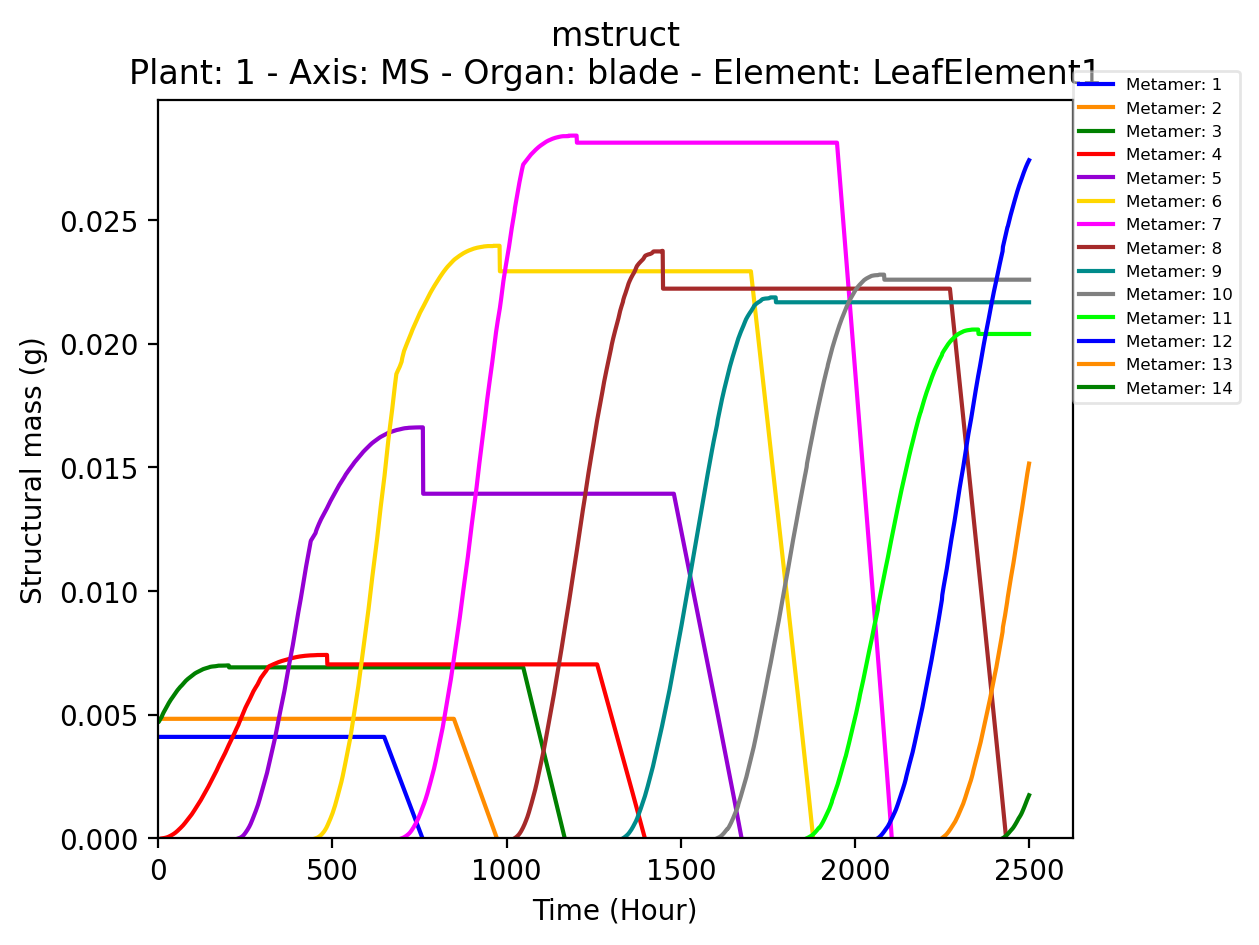 mstruct
Plant: 1 - Axis: MS - Organ: blade - Element: LeafElement1
Metamer: 1
Metamer: 2
Metamer: 3
Metamer: 4
Metamer: 5
Metamer: 6
Metamer: 7
Metamer: 8
Metamer: 9
Metamer: 10
Metamer: 11
Metamer: 12
Metamer: 13
Metamer: 14
Structural mass (g)
0.025
0.020
0.015
0.010
0.005
0.000
0 500 1000 1500 2000 2500
Time (Hour)